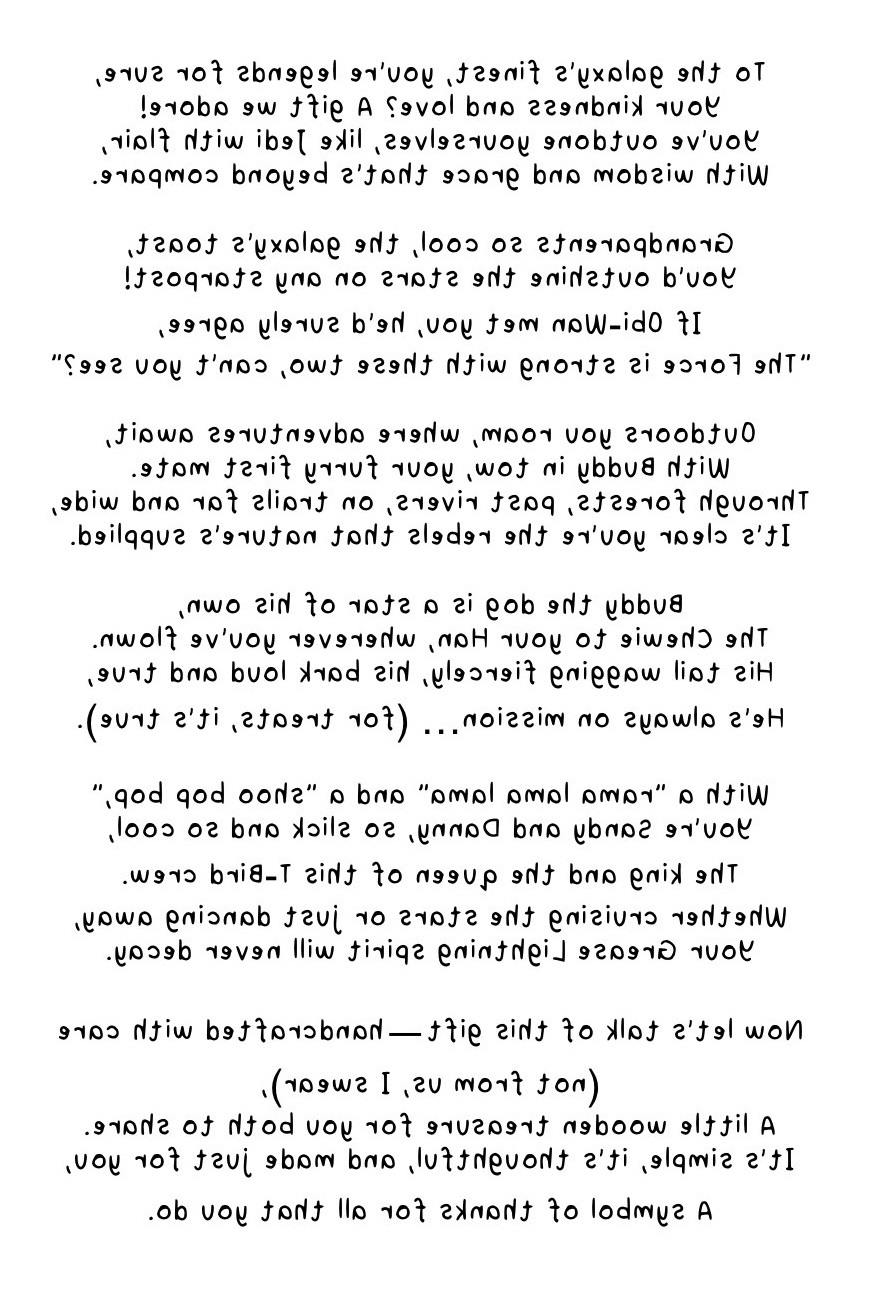 To the galaxy's finest, you're legends for sure,
Your kindness and love? A gift we adore!
You've outdone yourselves, like Jedi with flair,
With wisdom and grace that's beyond compare.
Grandparents so cool, the galaxy's toast,
You'd outshine the stars on any starpost!
If Obi-Wan met you, he'd surely agree,
"The Force is strong with these two, can't you see?"
Outdoors you roam, where adventures await,
With Buddy in tow, your furry first mate.
Through forests, past rivers, on trails far and wide,
It's clear you're the rebels that nature's supplied.
Buddy the dog is a star of his own,
The Chewie to your Han, wherever you've flown.
His tail wagging fiercely, his bark loud and true,
He's always on mission... (for treats, it's true).
With a "rama lama lama" and a "shoo bop bop,"
You're Sandy and Danny, so slick and so cool,
The king and the queen of this T-Bird crew.
Whether cruising the stars or just dancing away,
Your Grease Lightning spirit will never decay.
Now let's talk of this gift—handcrafted with care
(not from us, I swear),
A little wooden treasure for you both to share.
It's simple, it's thoughtful, and made just for you,
A symbol of thanks for all that you do.